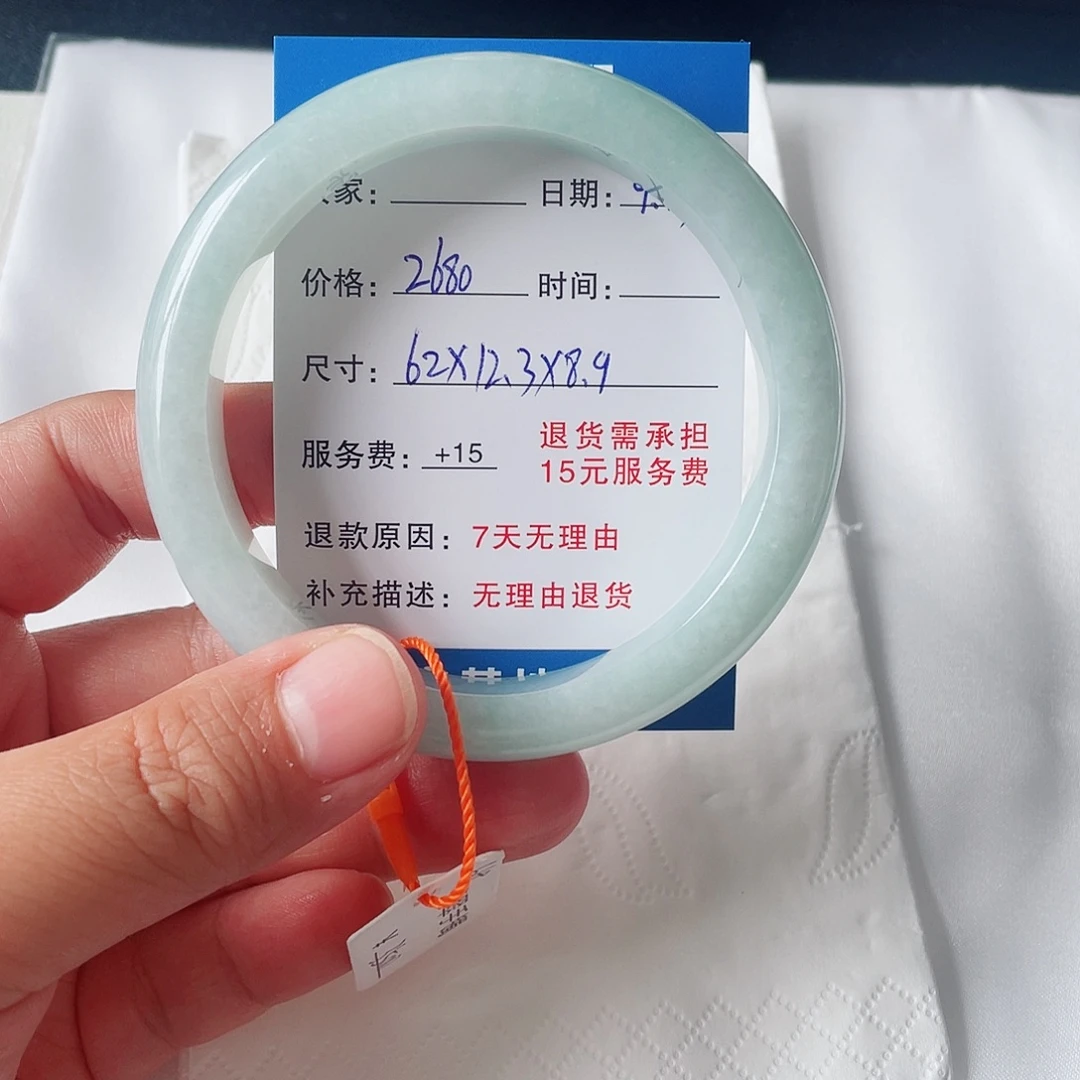 家： 日期：
价格：2680 时间：
尺寸：62X12.3X8.9
服务费：+15
退货需承担
15元服务费
退款原因：7天无理由
补充描述：无理由退货